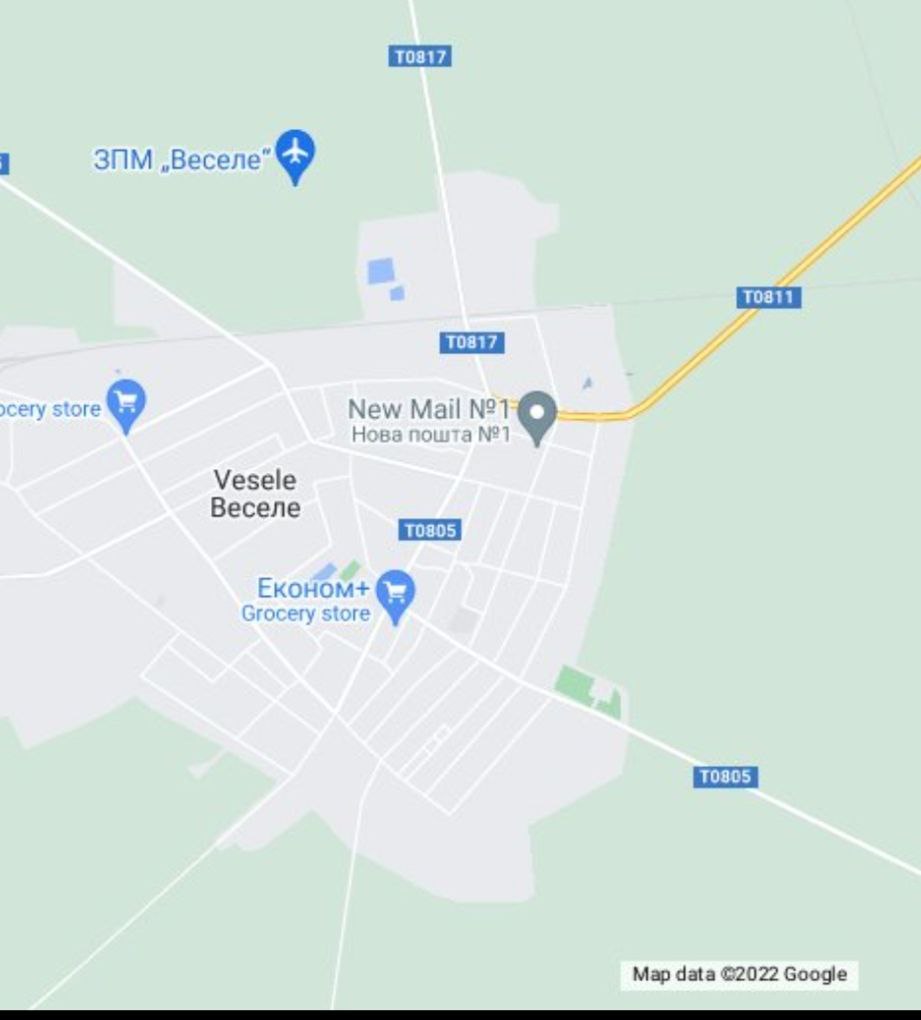 T0817
ЗПМ „Веселе“
T0811
T0817
ocery store
New Mail №1
Нова пошта №1
Vesele
Веселе
T0805
Економ+
Grocery store
T0805
Map data ©2022 Google